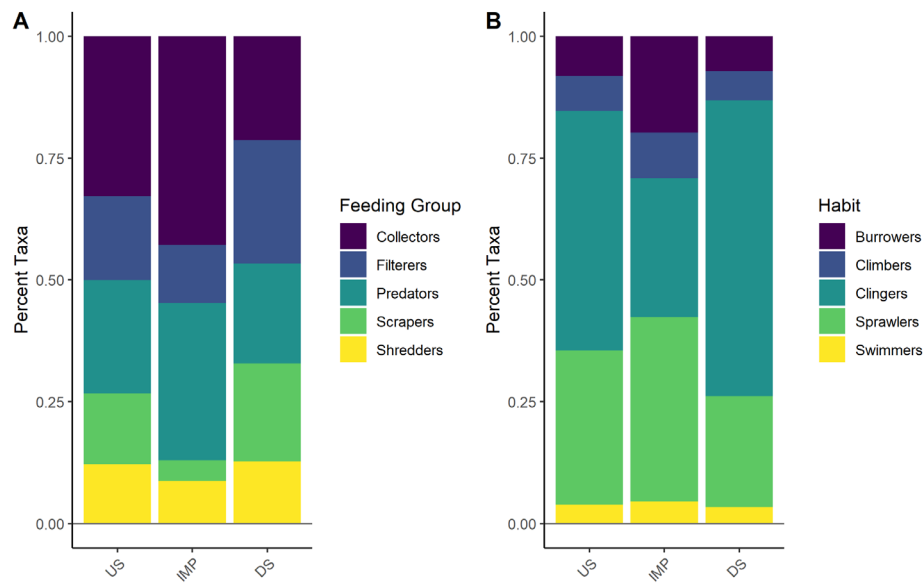 A
Percent Taxa
1.00
0.75
0.50
0.25
0.00
US
IMP
DS
Feeding Group
Collectors
Filterers
Predators
Scrapers
Shredders
B
Percent Taxa
1.00
0.75
0.50
0.25
0.00
US
IMP
DS
Habit
Burrowers
Climbers
Clingers
Sprawlers
Swimmers